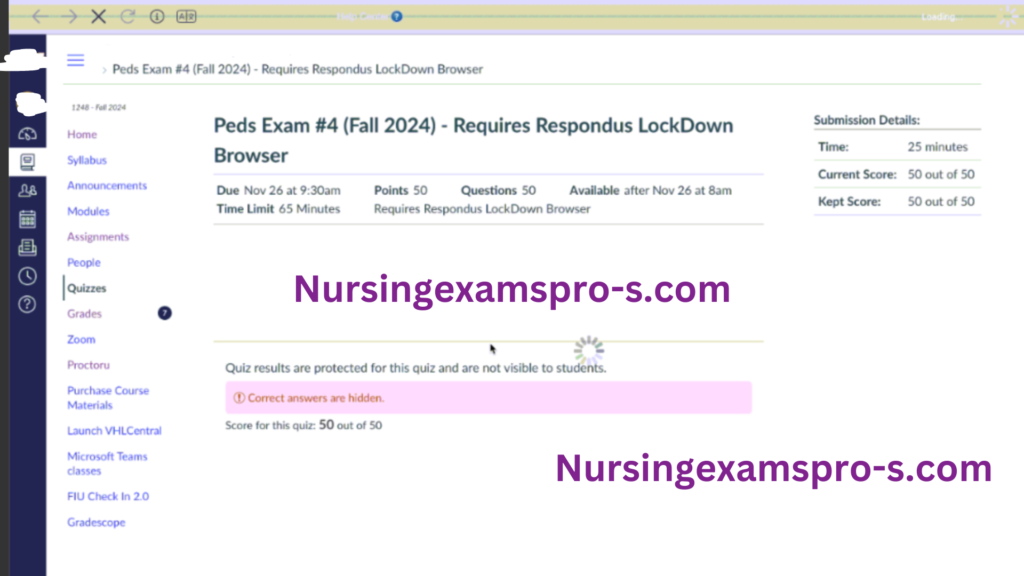 Help Center
Loading...
Peds Exam #4 (Fall 2024) - Requires Respondus LockDown Browser
1248 - Fall 2024
Home
Syllabus
Announcements
Modules
Assignments
People
Quizzes
Grades
7
Zoom
Proctoru
Purchase Course
Materials
Launch VHLCentral
Microsoft Teams
classes
FIU Check In 2.0
Gradescope
Peds Exam #4 (Fall 2024) - Requires Respondus LockDown
Browser
Due Nov 26 at 9:30am Points 50 Questions 50 Available after Nov 26 at 8am
Time Limit 65 Minutes Requires Respondus LockDown Browser
Nursingexamspro-s.com
Quiz results are protected for this quiz and are not visible to students.
Correct answers are hidden.
Score for this quiz: 50 out of 50
Submission Details:
Time: 25 minutes
Current Score: 50 out of 50
Kept Score: 50 out of 50
Nursingexamspro-s.com